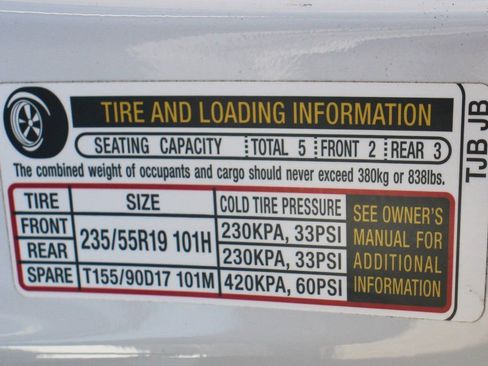 TIRE AND LOADING INFORMATION
SEATING CAPACITY TOTAL 5 FRONT 2 REAR 3
The combined weight of occupants and cargo should never exceed 380kg or 838lbs.
TIRE SIZE COLD TIRE PRESSURE
FRONT 235/55R19 101H 230KPA, 33PSI
REAR 230KPA, 33PSI
SPARE T155/90D17 101M 420KPA, 60PSI
SEE OWNER'S
MANUAL FOR
ADDITIONAL
INFORMATION
TJB JB